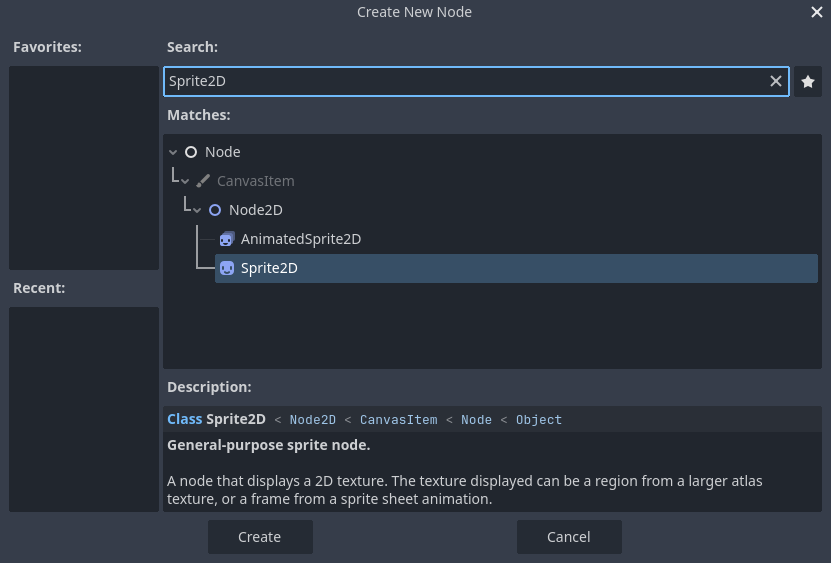 Create New Node
Favorites:
Search:
Sprite2D
Matches:
Node
CanvasItem
Node2D
AnimatedSprite2D
Sprite2D
Recent:
Description:
Class Sprite2D < Node2D < CanvasItem < Node < Object
General-purpose sprite node.
A node that displays a 2D texture. The texture displayed can be a region from a larger atlas
texture, or a frame from a sprite sheet animation.
Create
Cancel